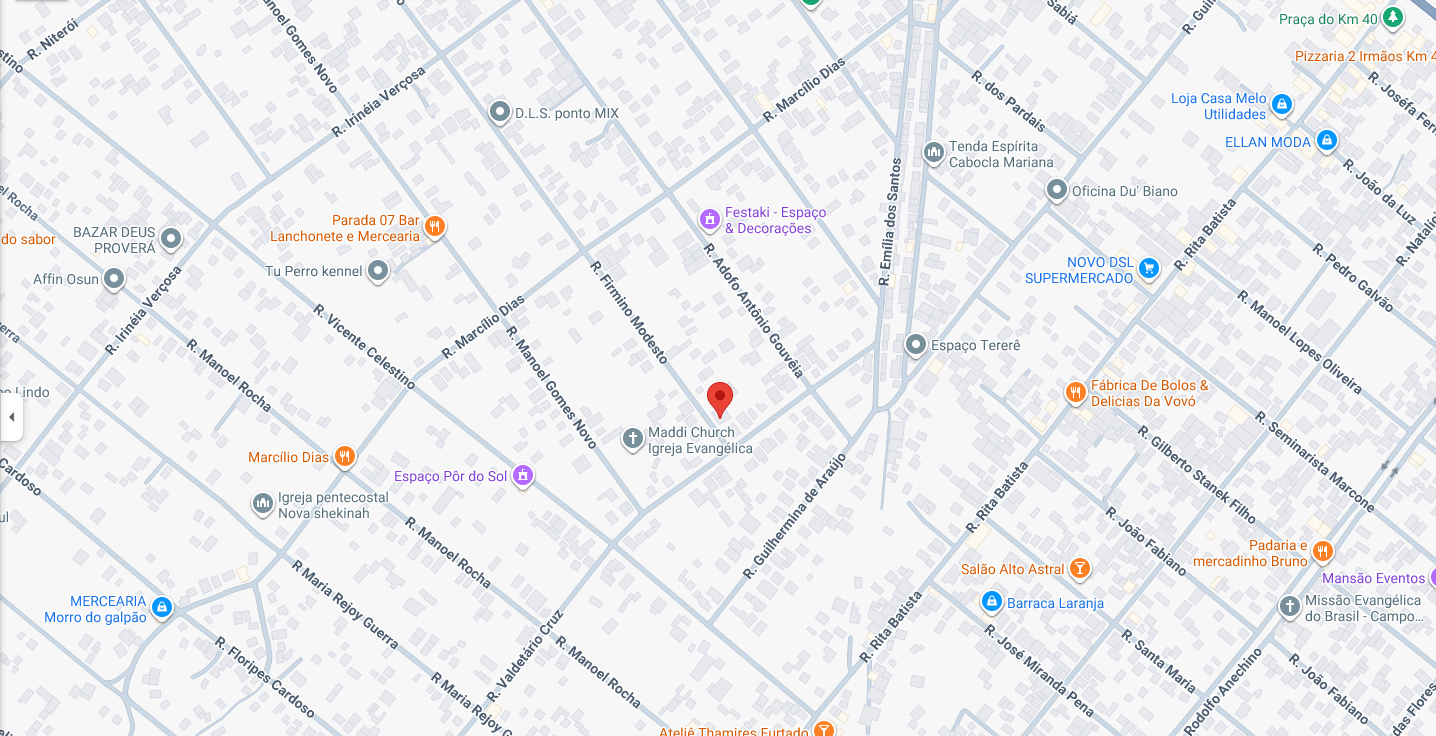 R. Niterói
Celestino
R. Manoel Gomes Novo
R. Irinéia Verçosa
D.L.S. ponto MIX
R. Marcílio Dias
Sabiá
R. Guilh
Praça do Km 40
Pizzaria 2 Irmãos Km 4
R. Joséfa Fern
Loja Casa Melo
Utilidades
ELLAN MODA
R. dos Pardais
Tenda Espírita
Cabocla Mariana
Oficina Du' Biano
R. João da Luz
R. Natalio
R. Pedro Galvão
R. Rita Batista
R. Emília dos Santos
Festaki - Espaço
& Decorações
Parada 07 Bar
Lanchonete e Mercearia
Rocha
do sabor
BAZAR DEUS
PROVERÁ
Affin Osun
Tu Perro kennel
R. Irinéia Verçosa
R. Vicente Celestino
R. Marcílio Dias
R. Firmino Modesto
R. Adofo Antônio Gouvêia
NOVO DSL
SUPERMERCADO
R. Manoel Lopes Oliveira
Espaço Tererê
R. Manoel Rocha
R. Manoel Gomes Novo
Guerra
Lindo
Fábrica De Bolos &
Delicias Da Vovó
R. Seminarista Marcone
R. Gilberto Stanek Filho
Maddi Church
Igreja Evangélica
Marcílio Dias
Espaço Pôr do Sol
Cardoso
Igreja pentecostal
Nova shekinah
R. Guilhermina de Araújo
R. Rita Batista
R. João Fabiano
Padaria e
mercadinho Bruno
Mansão Eventos
R. Manoel Rocha
Salão Alto Astral
Barraca Laranja
Missão Evangélica
do Brasil - Campo...
MERCEARIA
Morro do galpão
R Maria Rejoy Guerra
R. Floripes Cardoso
R. Valdetário Cruz
R. Manoel Rocha
R. Rita Batista
R. José Miranda Pena
R. Santa Maria
R. João Fabiano
Rodolfo Anechino
das Flores
R Maria Rejoy
Ateliê Thamires Furtado